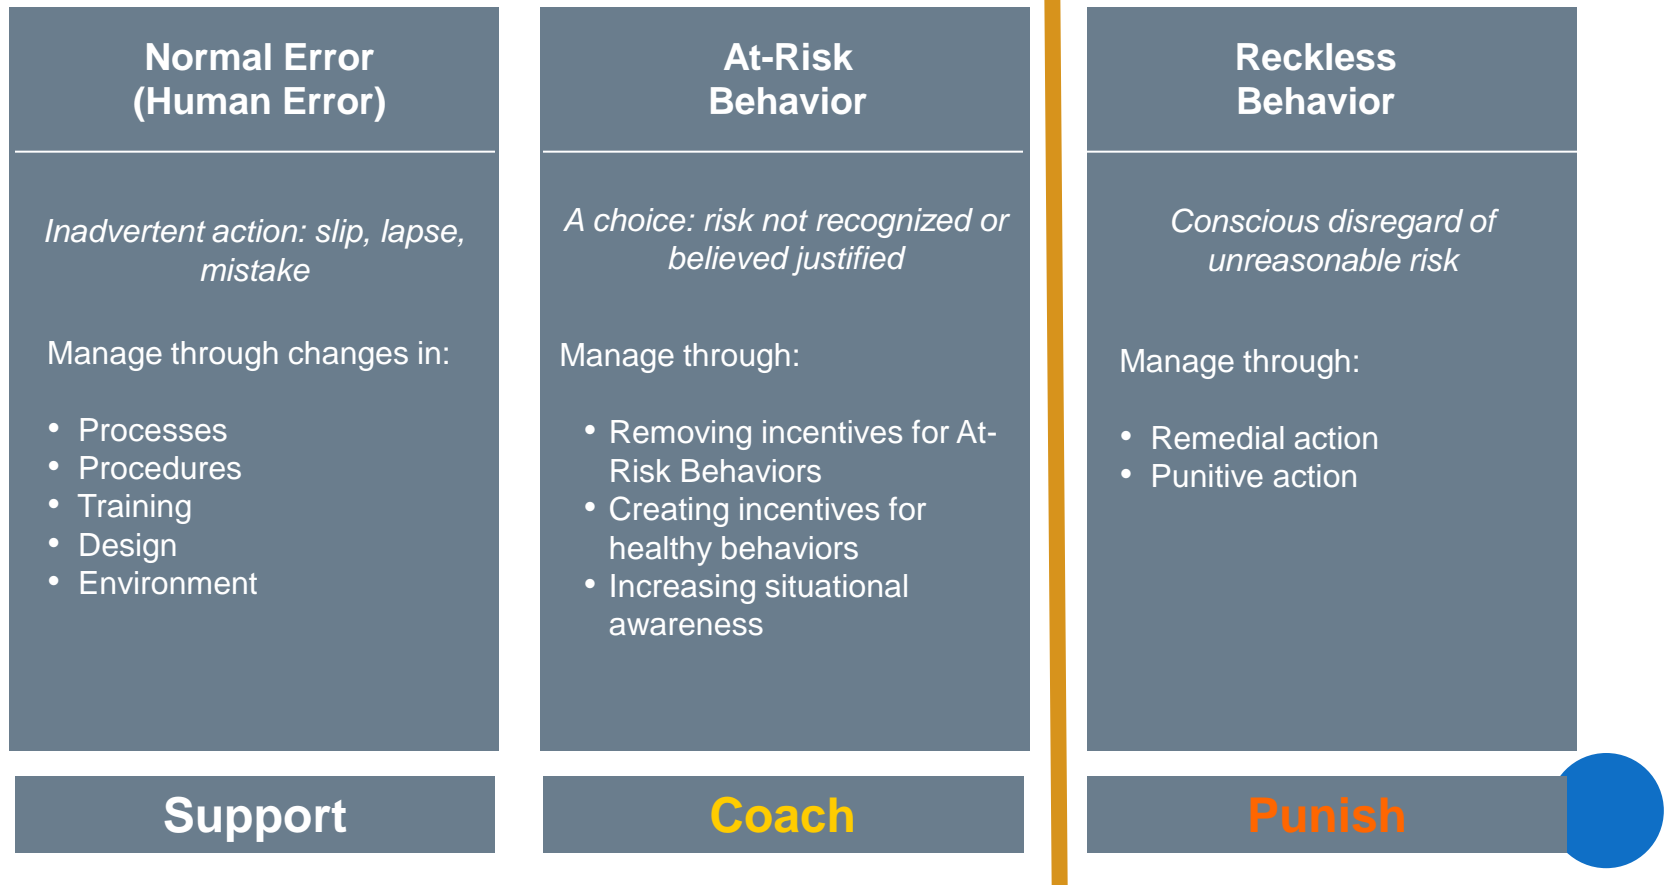 Normal Error
(Human Error)
Inadvertent action: slip, lapse,
mistake
Manage through changes in:
• Processes
• Procedures
• Training
• Design
• Environment
Support
At-Risk
Behavior
A choice: risk not recognized or
believed justified
Manage through:
• Removing incentives for At-
Risk Behaviors
• Creating incentives for
healthy behaviors
• Increasing situational
awareness
Coach
Reckless
Behavior
Conscious disregard of
unreasonable risk
Manage through:
• Remedial action
• Punitive action
Punish